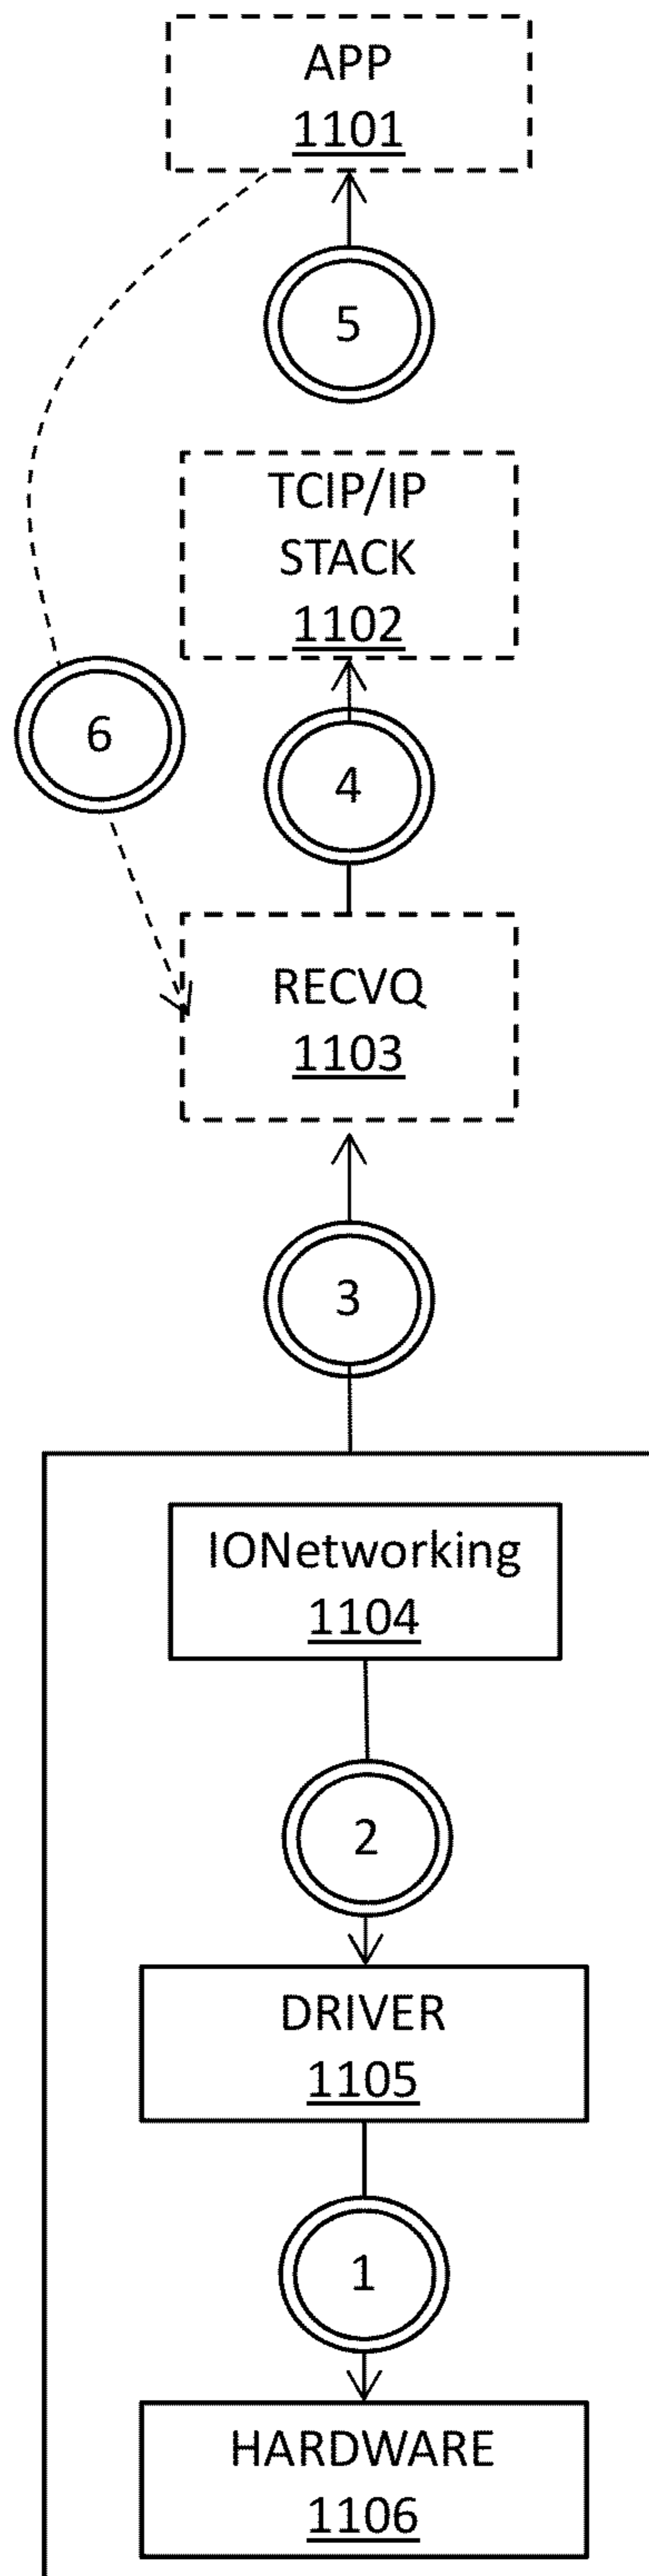 APP
1101
5
TCIP/IP
STACK
1102
6
4
RECVQ
1103
3
IONetworking
1104
2
DRIVER
1105
1
HARDWARE
1106